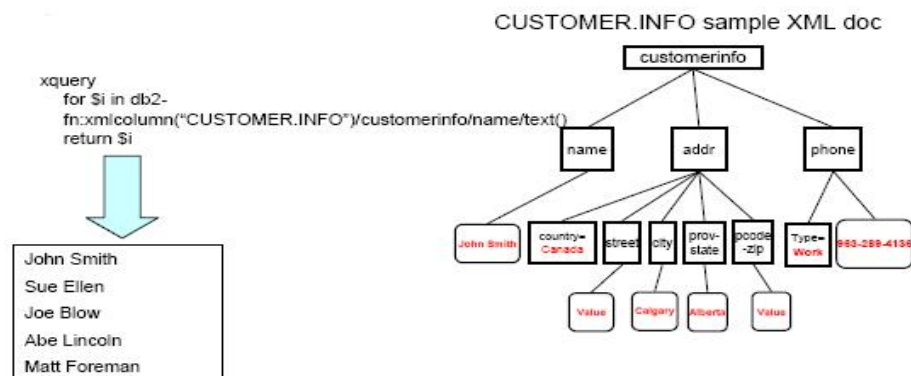 CUSTOMER.INFO sample XML doc
xquery
for $i in db2-
fn:xmlcolumn(“CUSTOMER.INFO”)/customerinfo/name/text()
return $i
John Smith
Sue Ellen
Joe Blow
Abe Lincoln
Matt Foreman
customerinfo
name
addr
phone
John Smith
country=
Canada
street
city
prov-
state
pcode
-zip
Type=
Work
963-289-4136
Value
Calgary
Alberta
Value